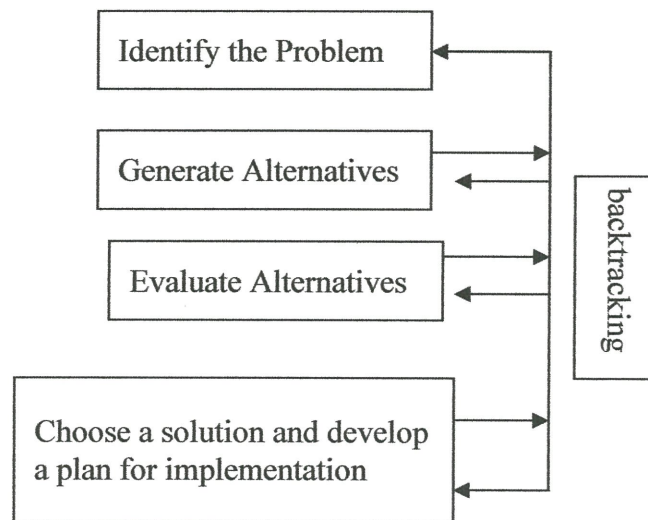 Identify the Problem
Generate Alternatives
Evaluate Alternatives
backtracking
Choose a solution and develop
a plan for implementation